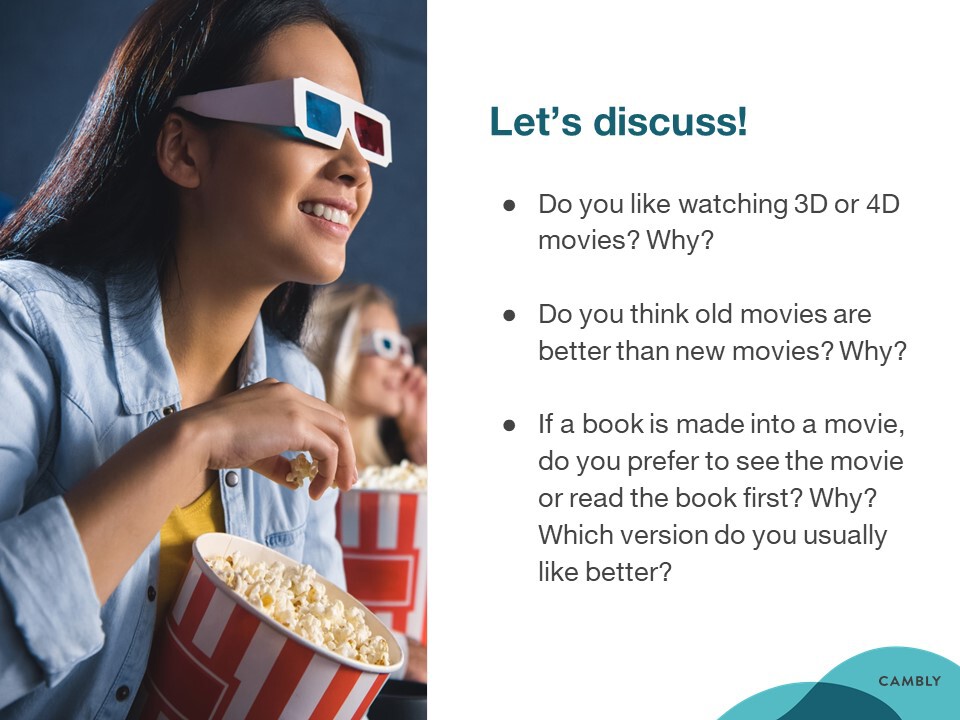 Let's discuss!
● Do you like watching 3D or 4D
movies? Why?
● Do you think old movies are
better than new movies? Why?
● If a book is made into a movie,
do you prefer to see the movie
or read the book first? Why?
Which version do you usually
like better?
CAMBLY